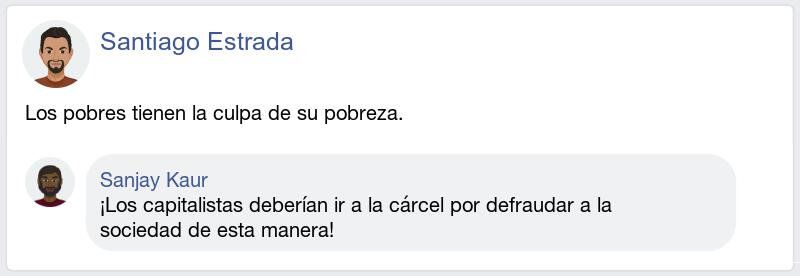 Santiago Estrada
Los pobres tienen la culpa de su pobreza.
Sanjay Kaur
¡Los capitalistas deberían ir a la cárcel por defraudar a la
sociedad de esta manera!